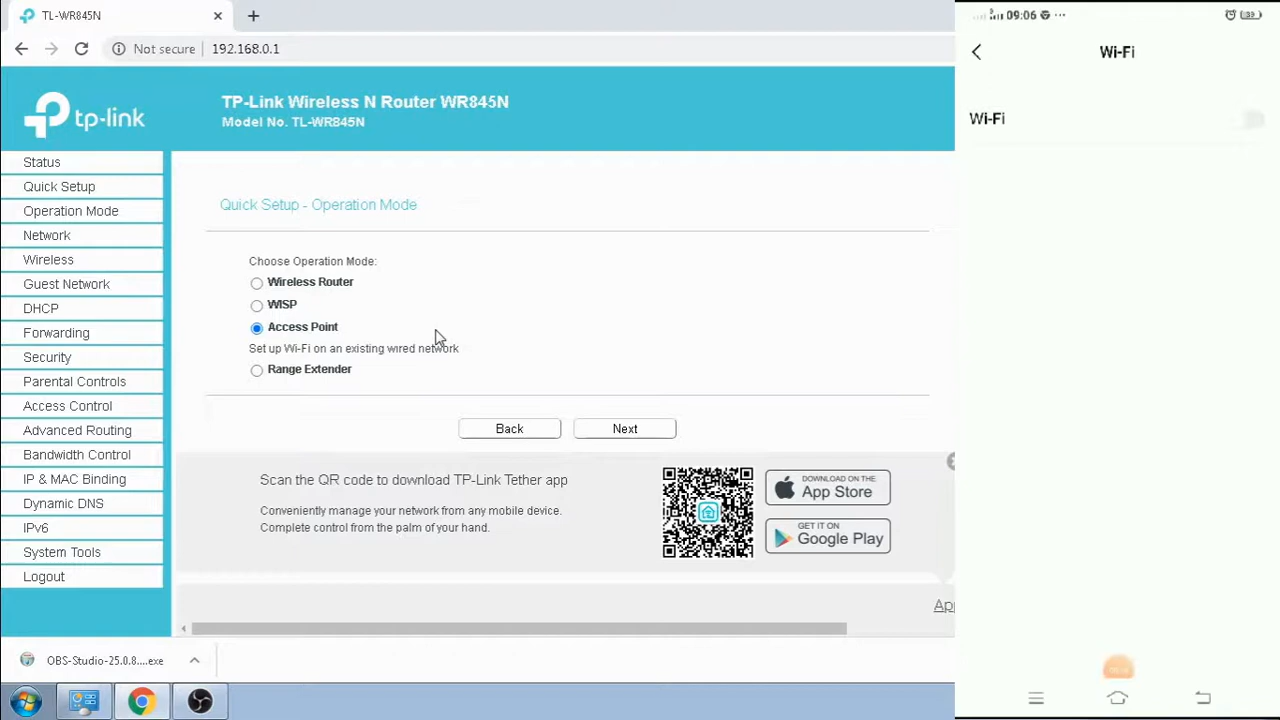 TL-WR845N
Not secure
192.168.0.1
tp-link
TP-Link Wireless N Router WR845N
Model No. TL-WR845N
Status
Quick Setup
Operation Mode
Network
Wireless
Guest Network
DHCP
Forwarding
Security
Parental Controls
Access Control
Advanced Routing
Bandwidth Control
IP & MAC Binding
Dynamic DNS
IPv6
System Tools
Logout
Quick Setup - Operation Mode
Choose Operation Mode:
Wireless Router
WISP
Access Point
Set up Wi-Fi on an existing wired network
Range Extender
Back
Next
Scan the QR code to download TP-Link Tether app
Conveniently manage your network from any mobile device.
Complete control from the palm of your hand.
DOWNLOAD ON THE
App Store
GET IT ON
Google Play
App
OBS-Studio-25.0.8....exe
09:06
39
Wi-Fi
Wi-Fi